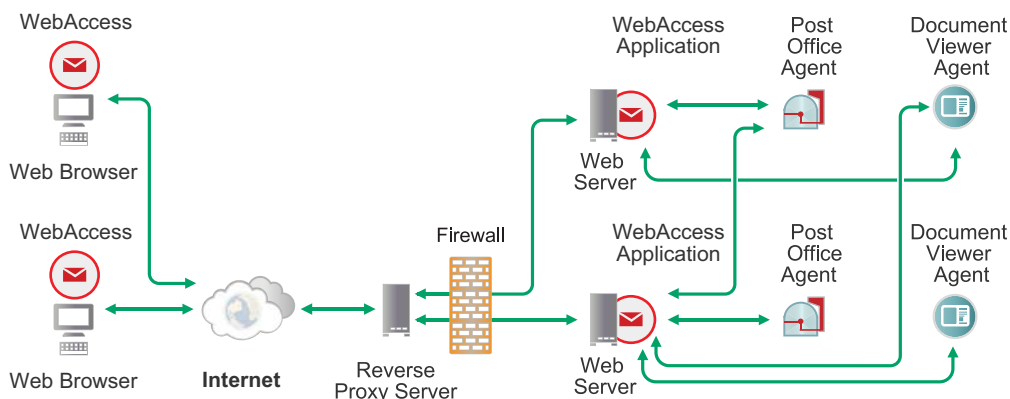 WebAccess
Web Browser
WebAccess
Web Browser
Internet
Reverse
Proxy Server
Firewall
WebAccess
Application
Web
Server
Post
Office
Agent
Document
Viewer
Agent
WebAccess
Application
Web
Server
Post
Office
Agent
Document
Viewer
Agent